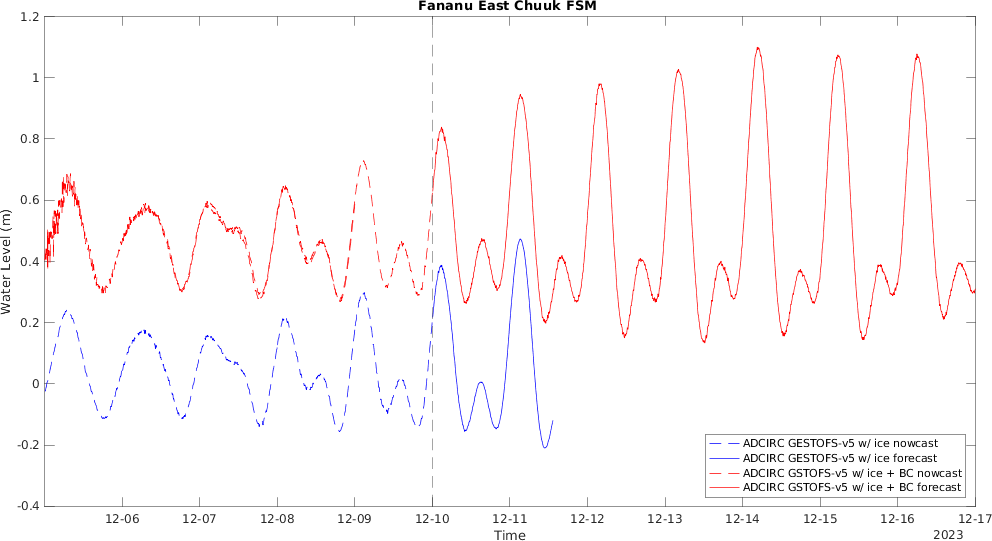 Fananu East Chuuk FSM
1.2
1
0.8
0.6
0.4
0.2
0
-0.2
-0.4
Water Level (m)
12-06 12-07 12-08 12-09 12-10 12-11 12-12 12-13 12-14 12-15 12-16 12-17
Time
2023
ADCIRC GESTOFS-v5 w/ ice nowcast
ADCIRC GESTOFS-v5 w/ ice forecast
ADCIRC GSTOFS-v5 w/ ice + BC nowcast
ADCIRC GSTOFS-v5 w/ ice + BC forecast